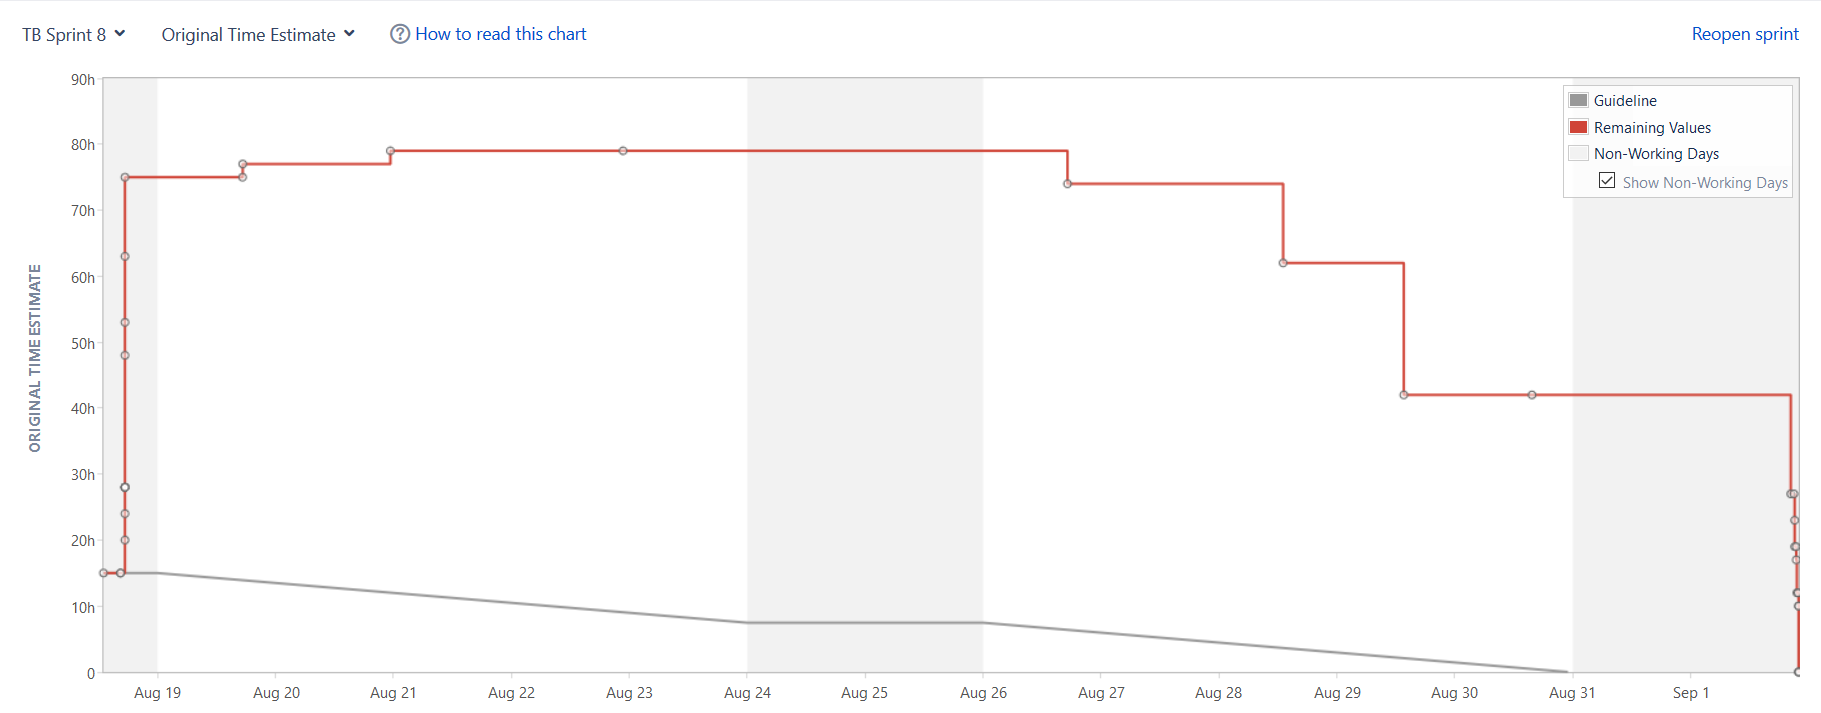 TB Sprint 8 Original Time Estimate How to read this chart Reopen sprint
90h
80h
70h
60h
50h
40h
30h
20h
10h
0
ORIGINAL TIME ESTIMATE
Guideline
Remaining Values
Non-Working Days
Show Non-Working Days
Aug 19 Aug 20 Aug 21 Aug 22 Aug 23 Aug 24 Aug 25 Aug 26 Aug 27 Aug 28 Aug 29 Aug 30 Aug 31 Sep 1